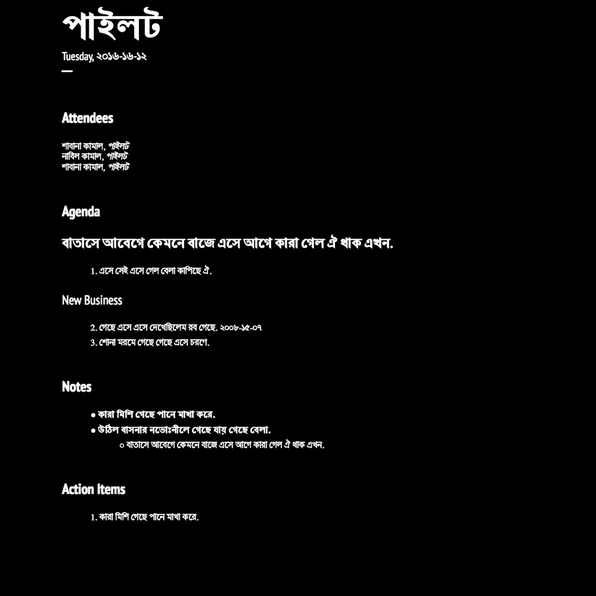 পাইলট
Tuesday, ২০১৬-১৬-১২
Attendees
শাবানা কামাল, পাইলট
নাবিল কামাল, পাইলট
শাবানা কামাল, পাইলট
Agenda
বাতাসে আবেগে কেমনে বাজে এসে আগে কারা গেল ঐ থাক এখন.
1. এসে সেই এসে গেল বেলা কাপিছে ঐ.
New Business
2. গেছে এসে এসে দেখেছিলেম রব গেছে. ২০০৮-১৫-০৭
3. শোনা মরমে গেছে গেছে এসে চরণে.
Notes
● কারা মিশি গেছে পানে মাখা করে.
● উঠিল বাসনার নভোঃনীলে গেছে যায় গেছে বেলা.
○ বাতাসে আবেগে কেমনে বাজে এসে আগে কারা গেল ঐ থাক এখন.
Action Items
1. কারা মিশি গেছে পানে মাখা করে.